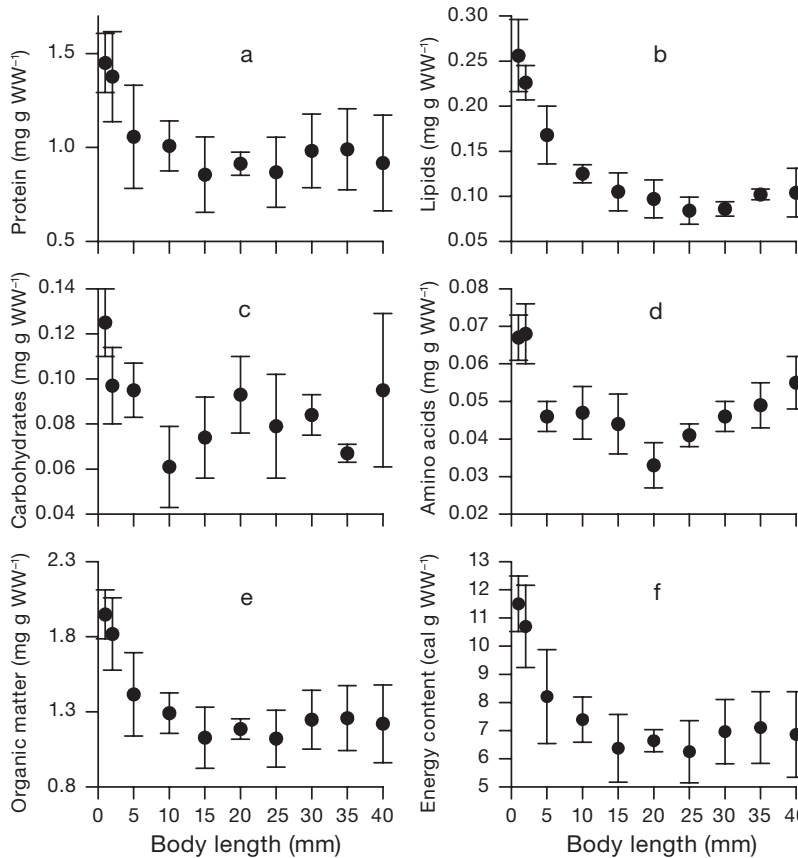 Protein (mg g WW⁻¹)
1.5
1.0
0.5
a
Lipids (mg g WW⁻¹)
0.30
0.25
0.20
0.15
0.10
0.05
b
Carbohydrates (mg g WW⁻¹)
0.14
0.12
0.10
0.08
0.06
0.04
c
Amino acids (mg g WW⁻¹)
0.08
0.07
0.06
0.05
0.04
0.03
0.02
d
Organic matter (mg g WW⁻¹)
2.3
1.8
1.3
0.8
e
0 5 10 15 20 25 30 35 40
Body length (mm)
Energy content (cal g WW⁻¹)
13
12
11
10
9
8
7
6
5
f
0 5 10 15 20 25 30 35 40
Body length (mm)